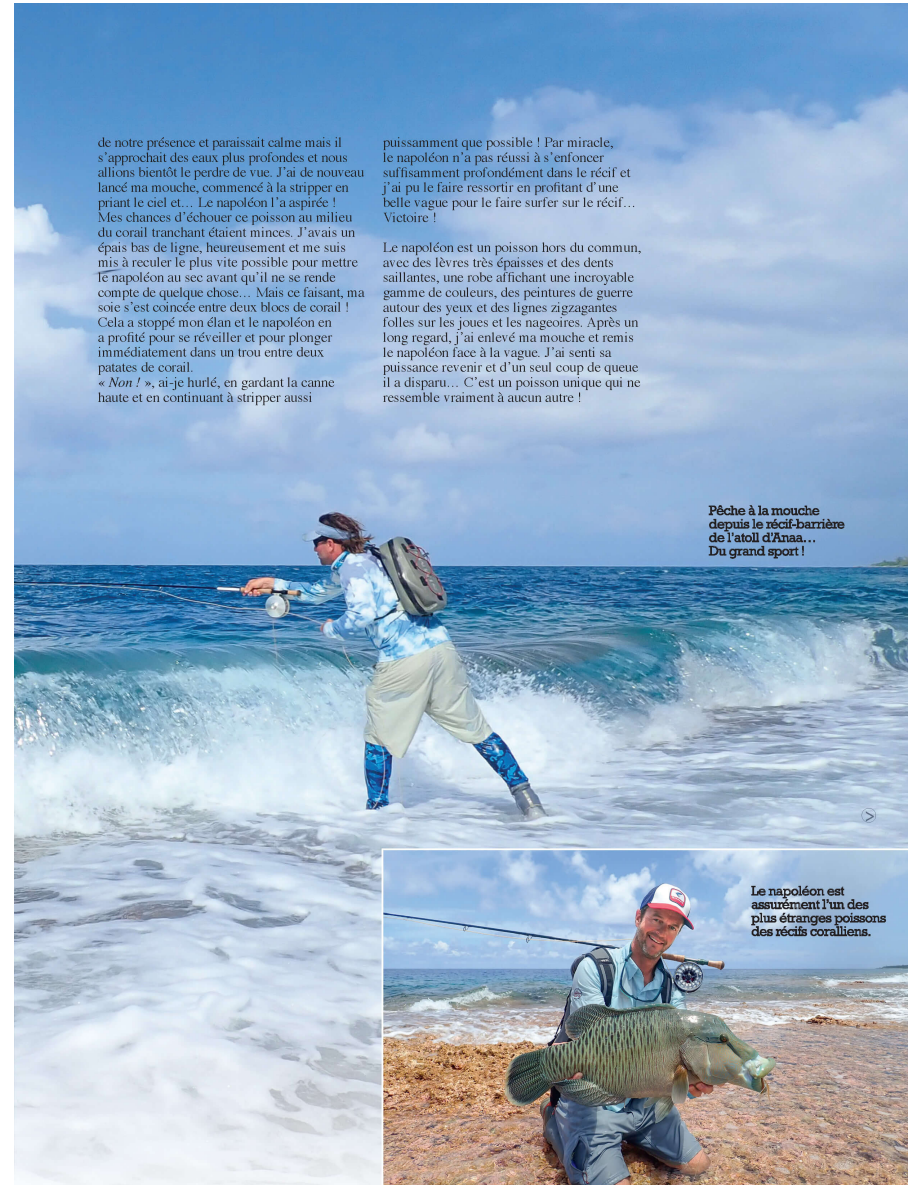 de notre présence et paraissait calme mais il
s'approchait des eaux plus profondes et nous
allions bientôt le perdre de vue. J'ai de nouveau
lancé ma mouche, commencé à la stripper en
priant le ciel et… Le napoléon l'a aspirée !
Mes chances d'échouer ce poisson au milieu
du corail tranchant étaient minces. J'avais un
épais bas de ligne, heureusement et me suis
mis à reculer le plus vite possible pour mettre
le napoléon au sec avant qu'il ne se rende
compte de quelque chose… Mais ce faisant, ma
soie s'est coincée entre deux blocs de corail !
Cela a stoppé mon élan et le napoléon en
a profité pour se réveiller et pour plonger
immédiatement dans un trou entre deux
patates de corail.
« Non ! », ai-je hurlé, en gardant la canne
haute et en continuant à stripper aussi
puissamment que possible ! Par miracle,
le napoléon n'a pas réussi à s'enfoncer
suffisamment profondément dans le récif et
j'ai pu le faire ressortir en profitant d'une
belle vague pour le faire surfer sur le récif…
Victoire !
Le napoléon est un poisson hors du commun,
avec des lèvres très épaisses et des dents
saillantes, une robe affichant une incroyable
gamme de couleurs, des peintures de guerre
autour des yeux et des lignes zigzagantes
folles sur les joues et les nageoires. Après un
long regard, j'ai enlevé ma mouche et remis
le napoléon face à la vague. J'ai senti sa
puissance revenir et d'un seul coup de queue
il a disparu… C'est un poisson unique qui ne
ressemble vraiment à aucun autre !
Pêche à la mouche
depuis le récif-barrière
de l'atoll d'Anaa…
Du grand sport !
Le napoléon est
assurément l'un des
plus étranges poissons
des récifs coralliens.